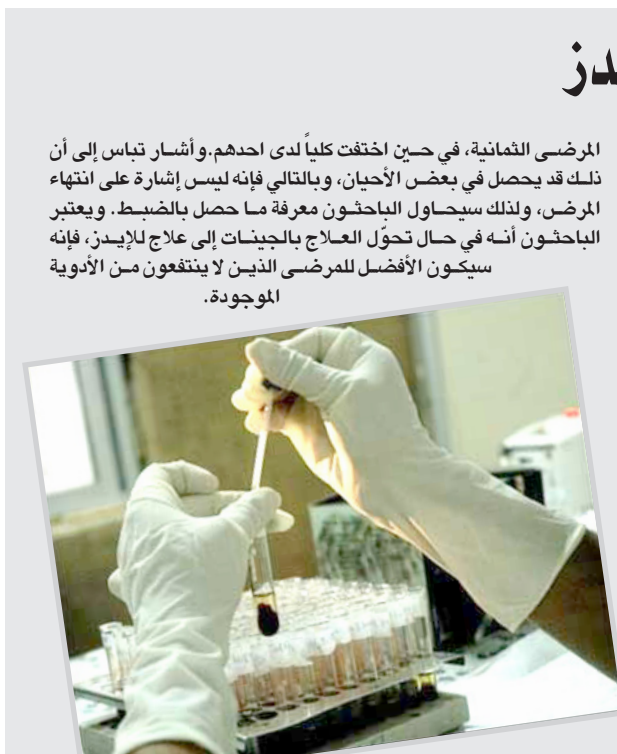 دز
المرضى الثمانية، في حين اختفت كلياً لدى احدهم. وأشار تباس إلى أن
ذلك قد يحصل في بعض الأحيان، وبالتالي فإنه ليس إشارة على انتهاء
المرض، ولذلك سيحاول الباحثون معرفة ما حصل بالضبط. ويعتبر
الباحثون أنه في حال تحوّل العلاج بالجينات إلى علاج للإيدز، فإنه
سيكون الأفضل للمرضى الذين لا ينتفعون من الأدوية
الموجودة.